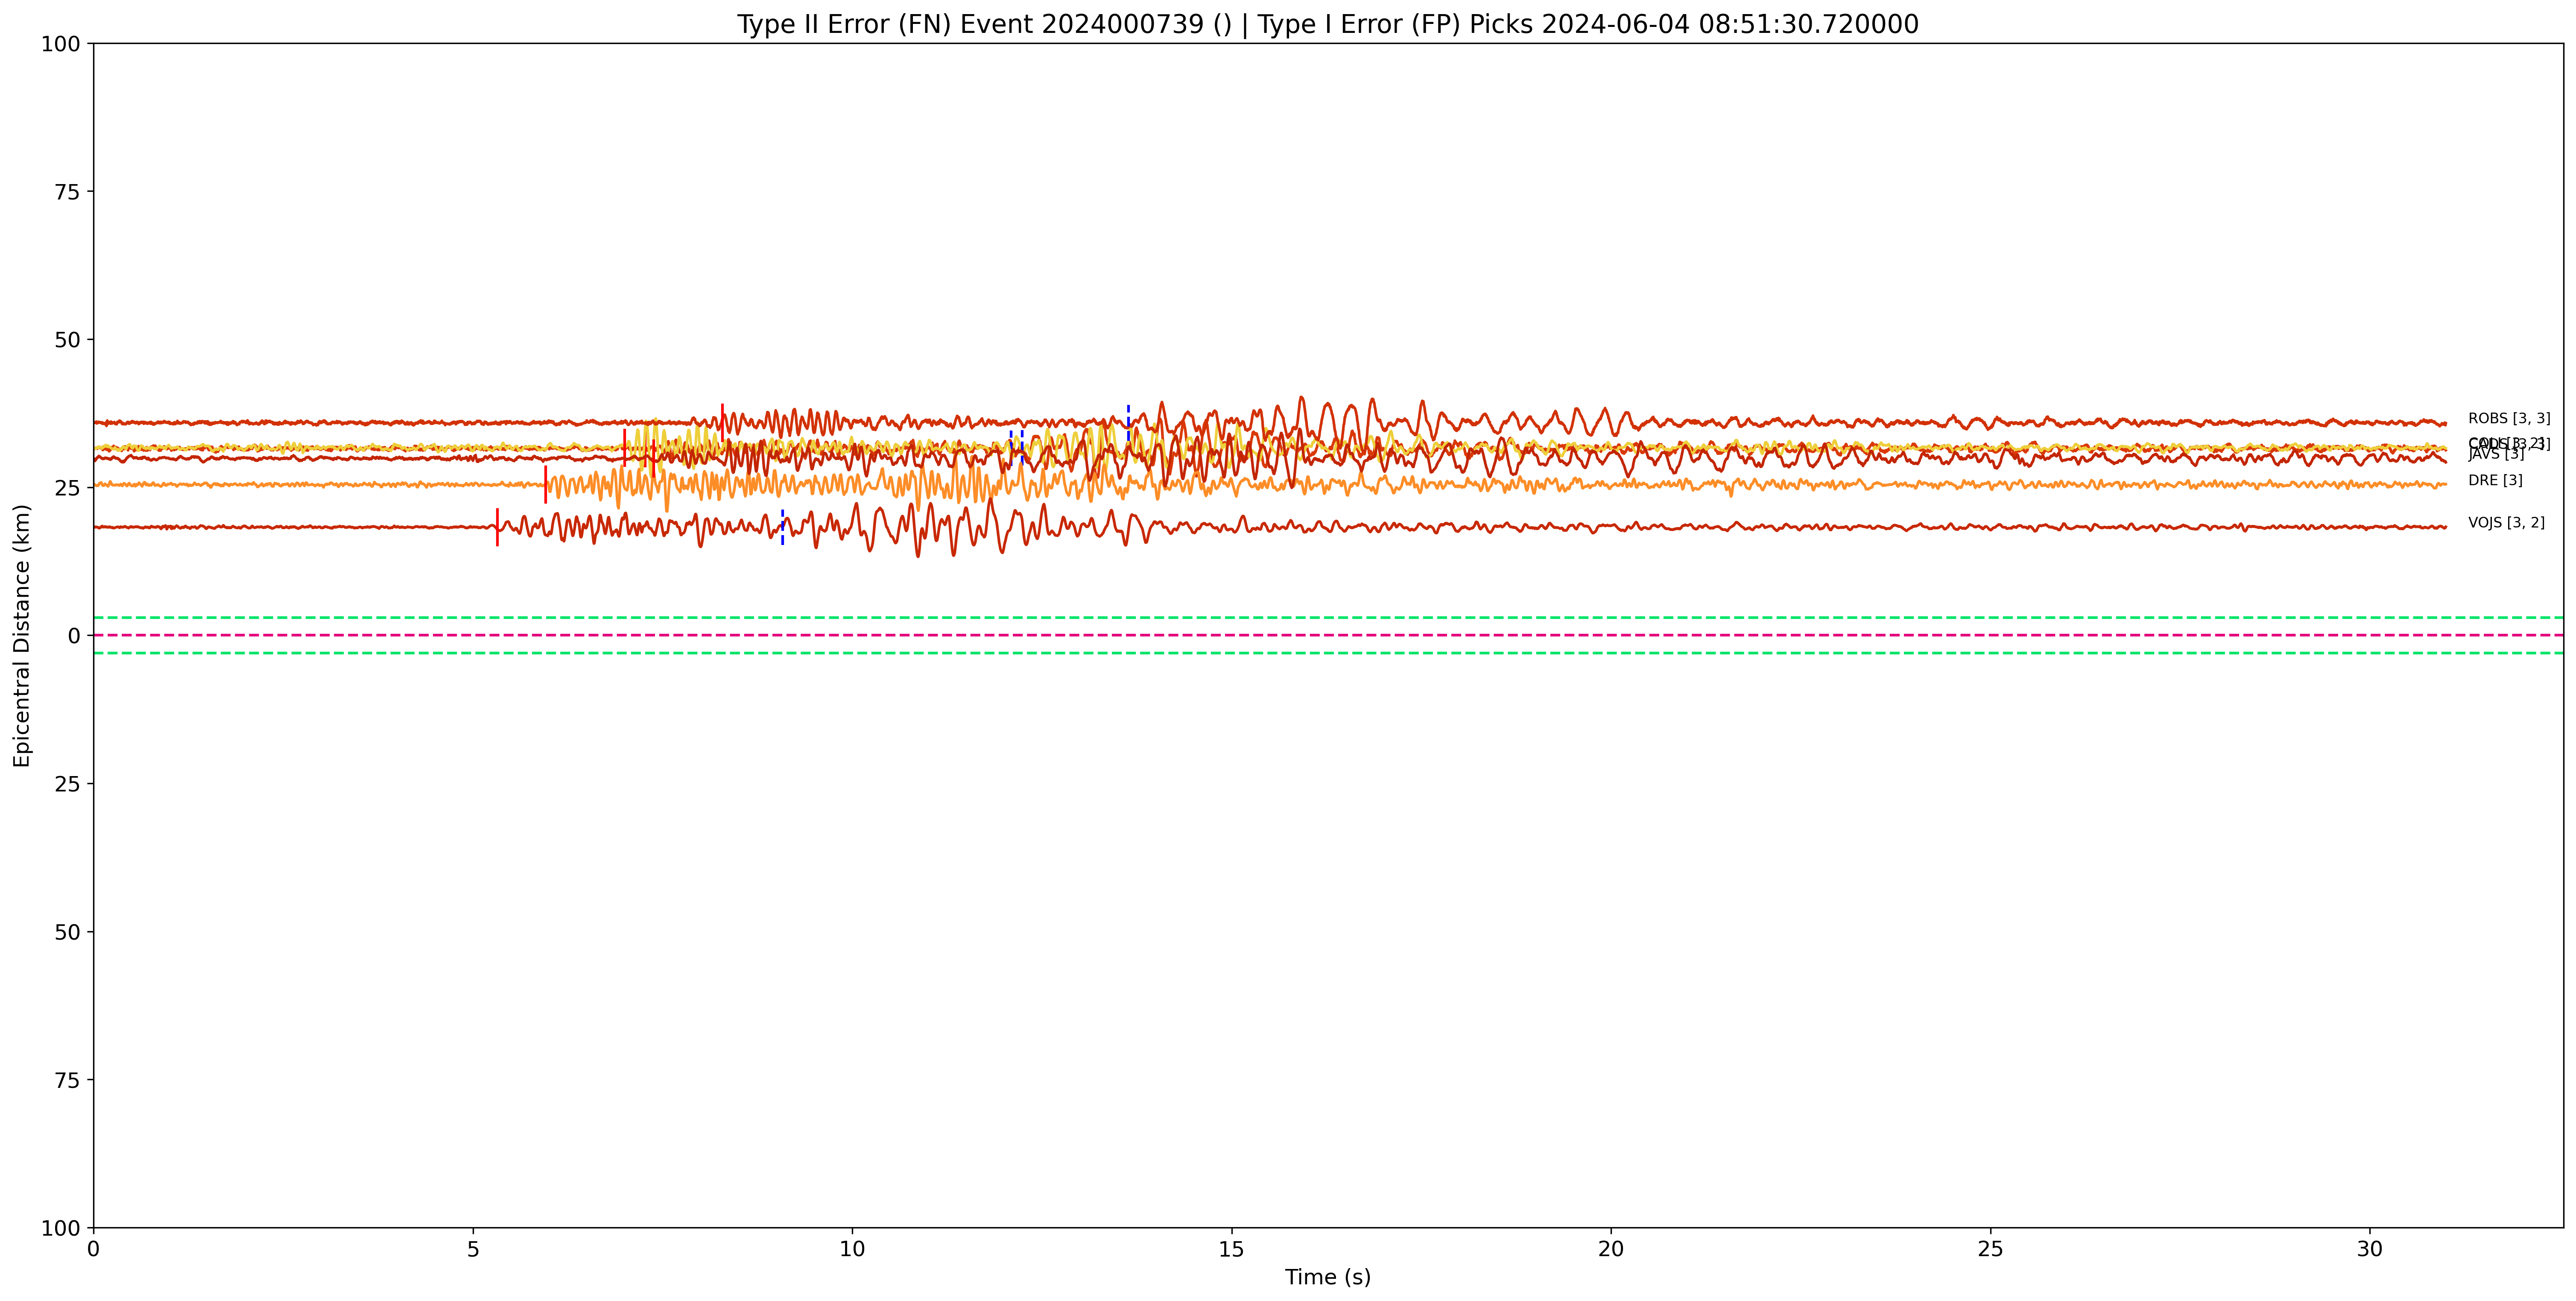 Type II Error (FN) Event 2024000739 () | Type I Error (FP) Picks 2024-06-04 08:51:30.720000
100
75
50
25
0
25
50
75
100
Epicentral Distance (km)
ROBS [3, 3]
JAVS [3]
DRE [3]
VOJS [3, 2]
0
5
10
15
20
25
30
Time (s)